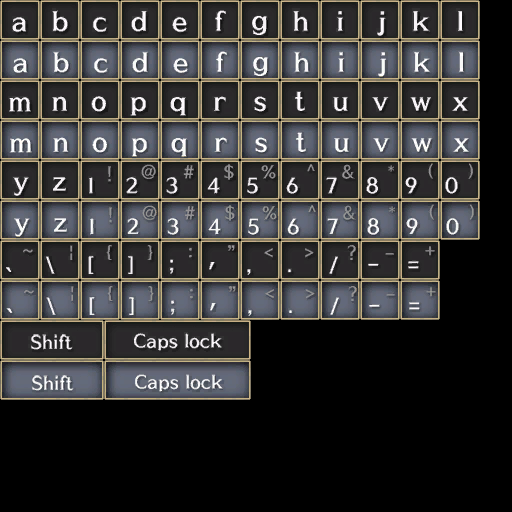 a b c d e f g h i j k l
a b c d e f g h i j k l
m n o p q r s t u v w x
m n o p q r s t u v w x
y z 1 ! 2 @ 3 # 4 $ 5 % 6 ^ 7 & 8 * 9 ( 0 )
y z 1 ! 2 @ 3 # 4 $ 5 % 6 ^ 7 & 8 * 9 ( 0 )
` ~ \ ¦ [ { ] } ; : ′ ” , < . > / ? - _ = +
` ~ \ ¦ [ { ] } ; : ′ ” , < . > / ? - _ = +
Shift Caps lock
Shift Caps lock